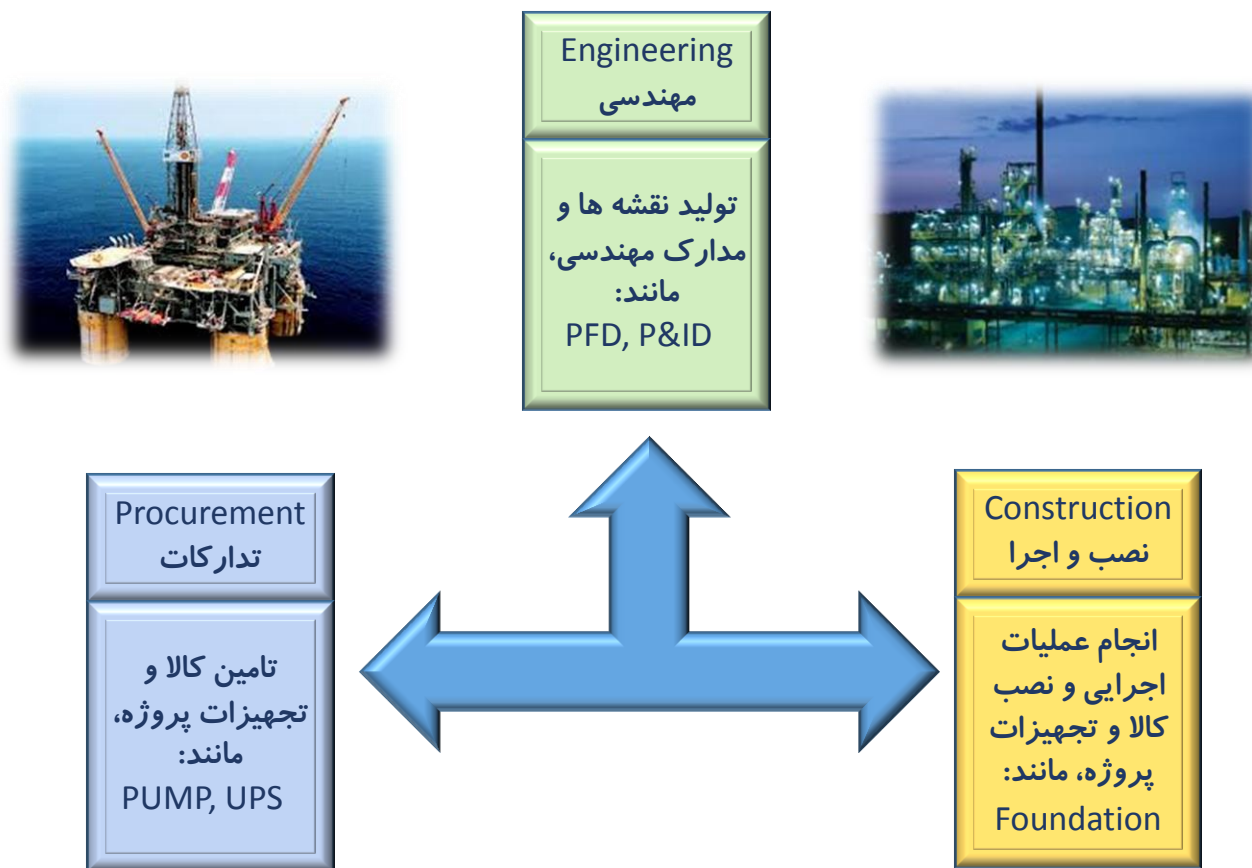 Engineering
مهندسی
تولید نقشه ها و
مدارک مهندسی،
مانند:
PFD, P&ID
Procurement
تدارکات
تامین کالا و
تجهیزات پروژه،
مانند:
PUMP, UPS
Construction
نصب و اجرا
انجام عملیات
اجرایی و نصب
کالا و تجهیزات
پروژه، مانند:
Foundation